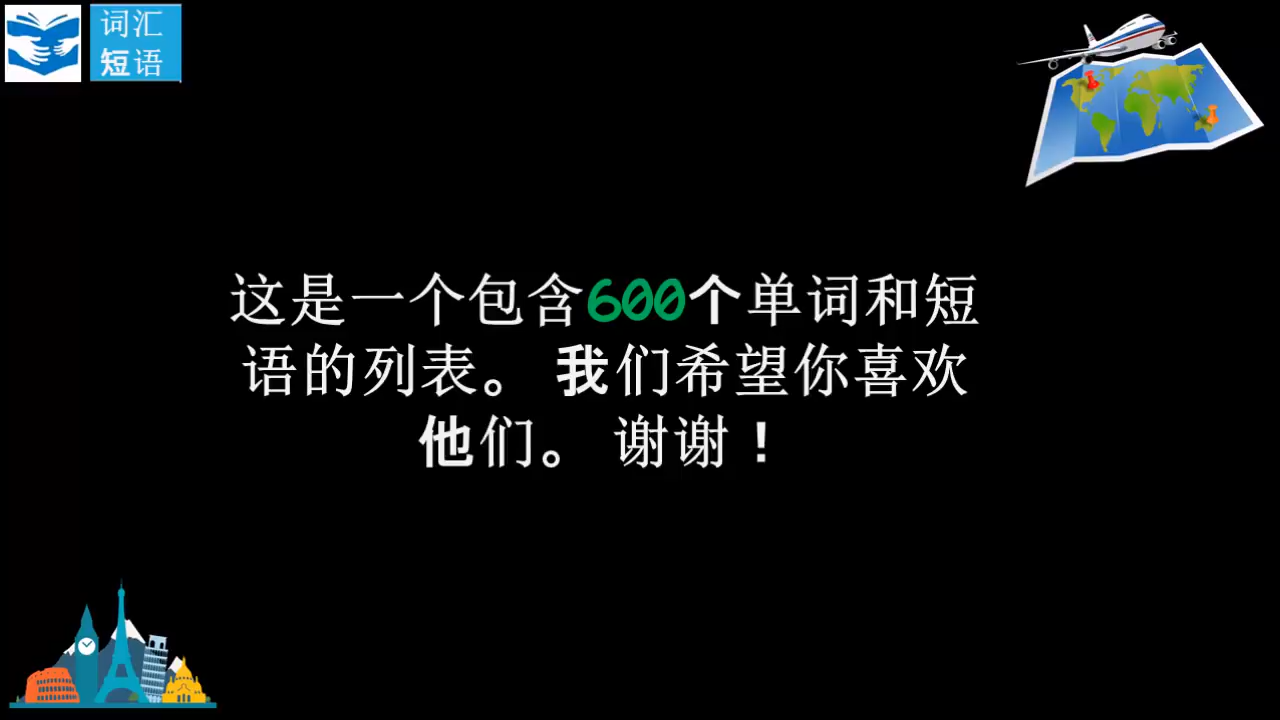 词汇
短语
这是一个包含600个单词和短
语的列表。 我们希望你喜欢
他们。 谢谢！